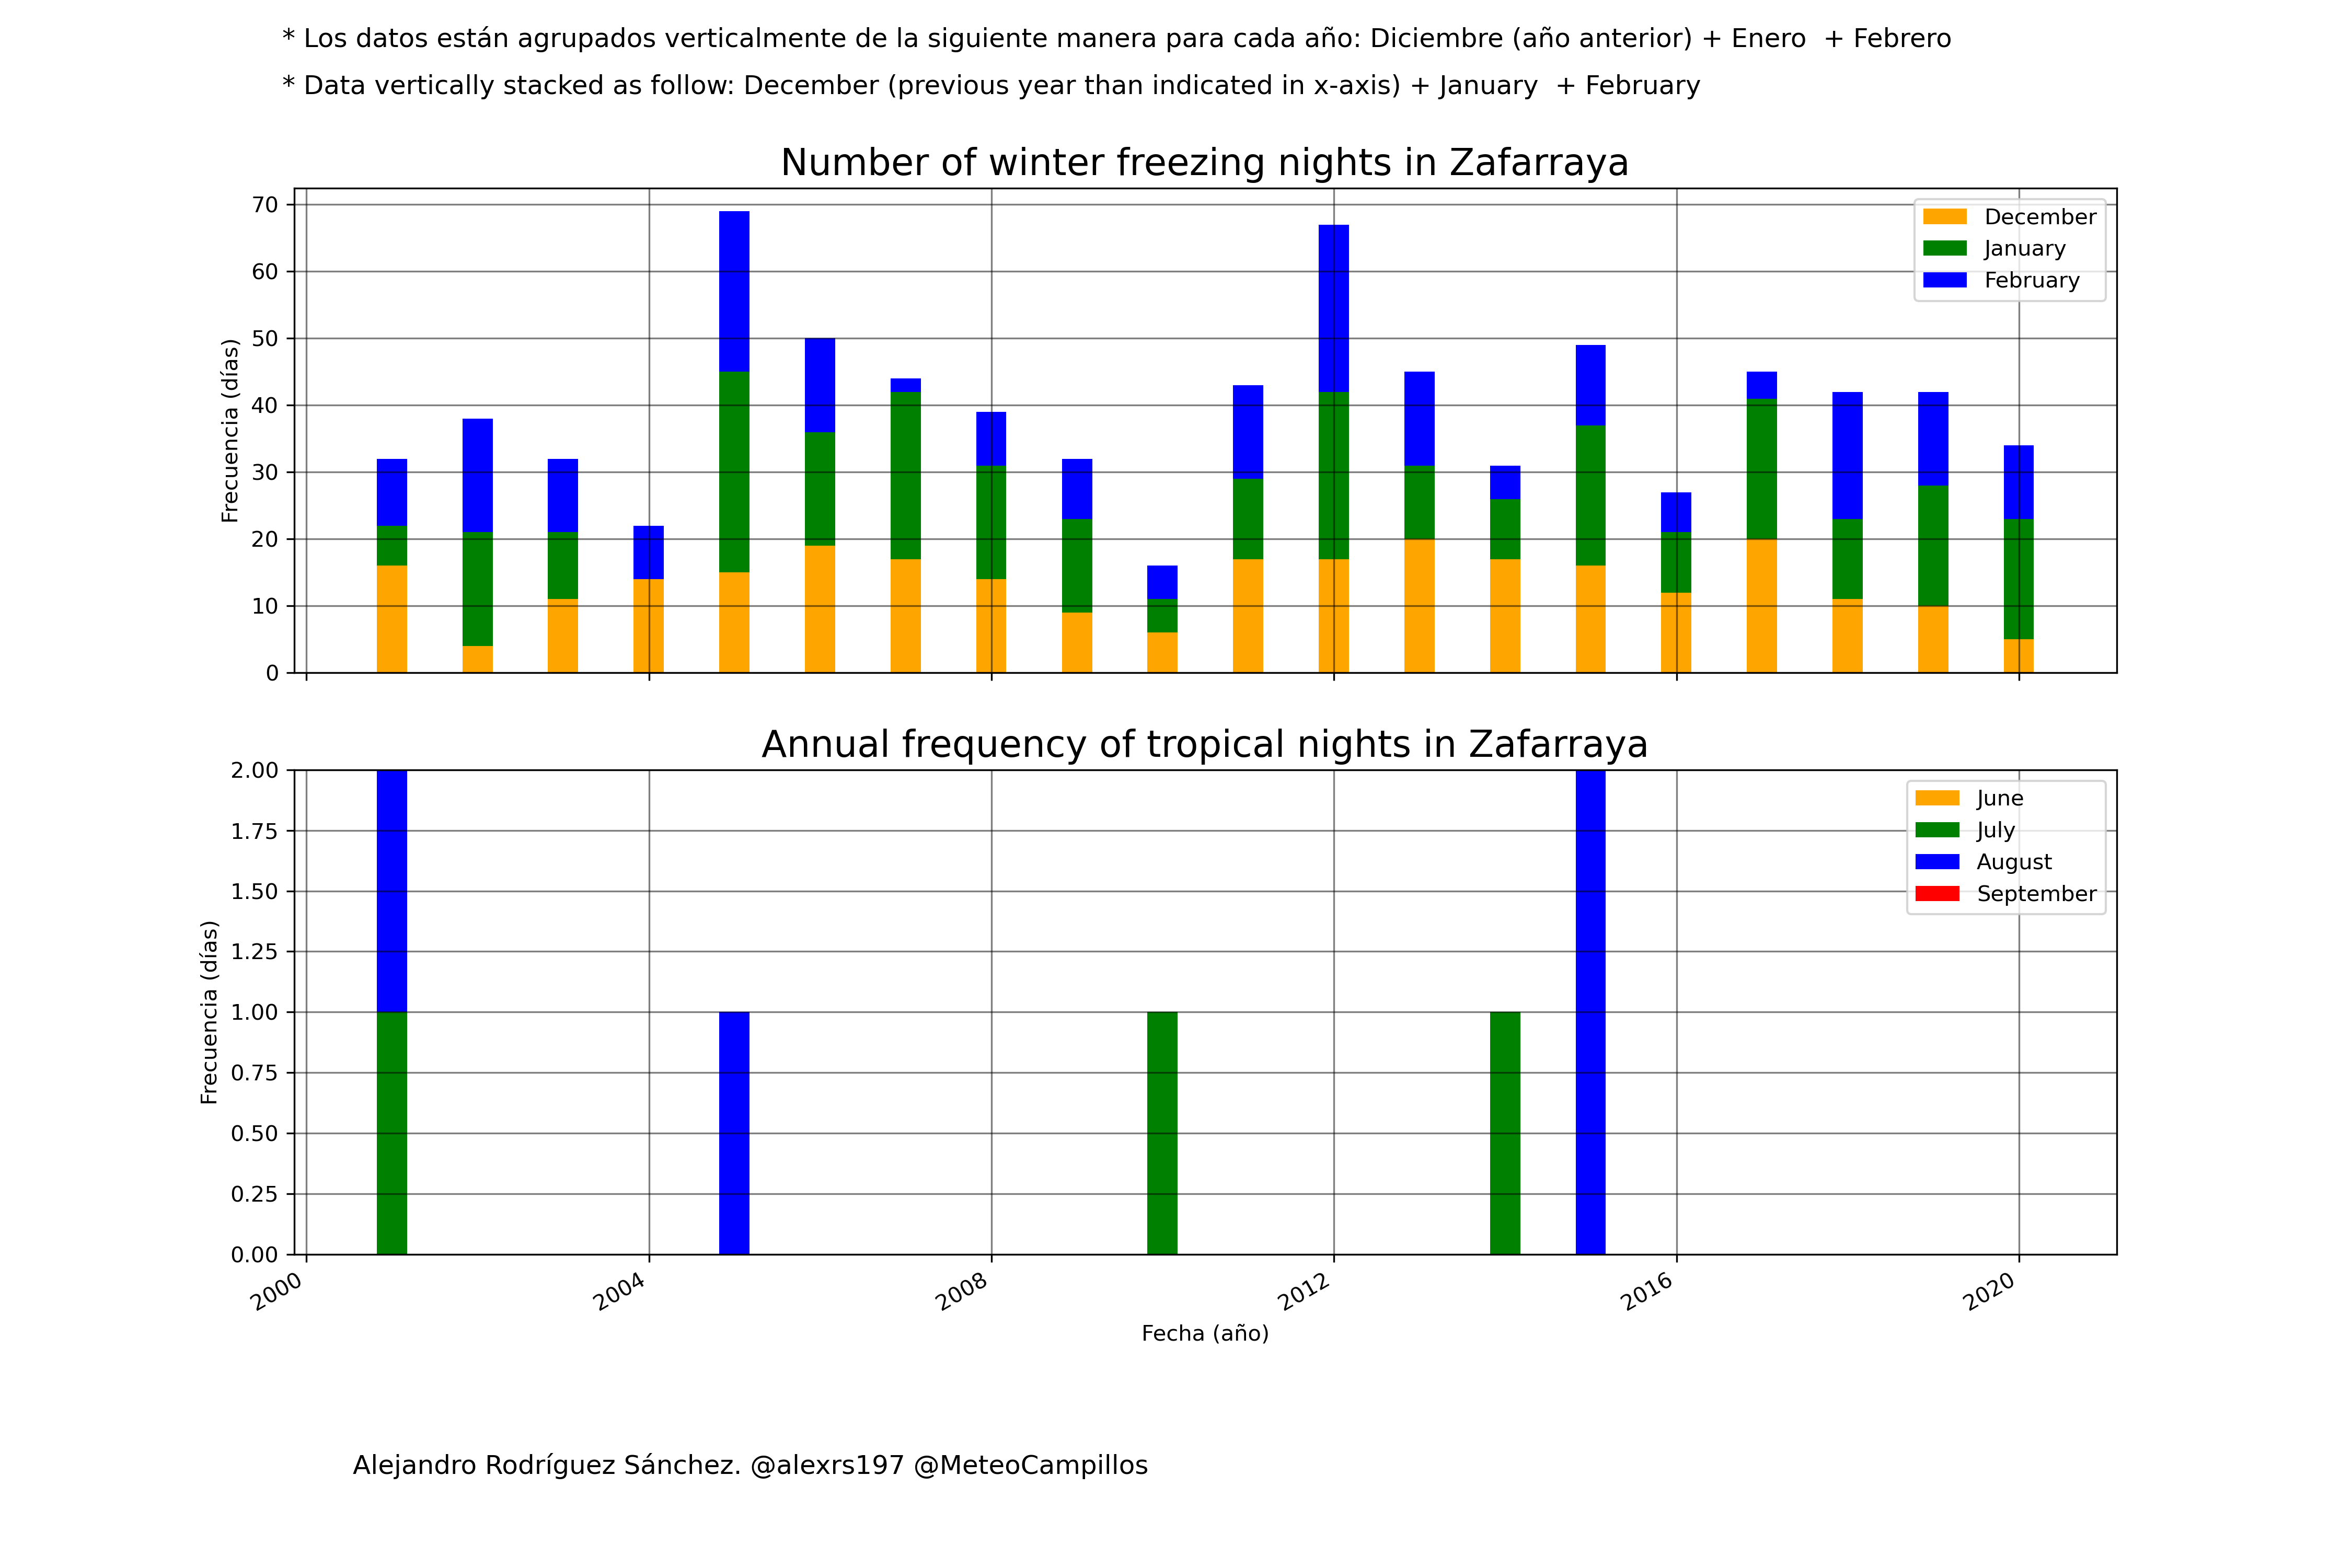 * Los datos están agrupados verticalmente de la siguiente manera para cada año: Diciembre (año anterior) + Enero  + Febrero
* Data vertically stacked as follow: December (previous year than indicated in x-axis) + January  + February
Number of winter freezing nights in Zafarraya
70
60
50
40
30
20
10
0
Frecuencia (días)
December
January
February
Annual frequency of tropical nights in Zafarraya
2.00
1.75
1.50
1.25
1.00
0.75
0.50
0.25
0.00
Frecuencia (días)
June
July
August
September
2000 2004 2008 2012 2016 2020
Fecha (año)
Alejandro Rodríguez Sánchez. @alexrs197 @MeteoCampillos